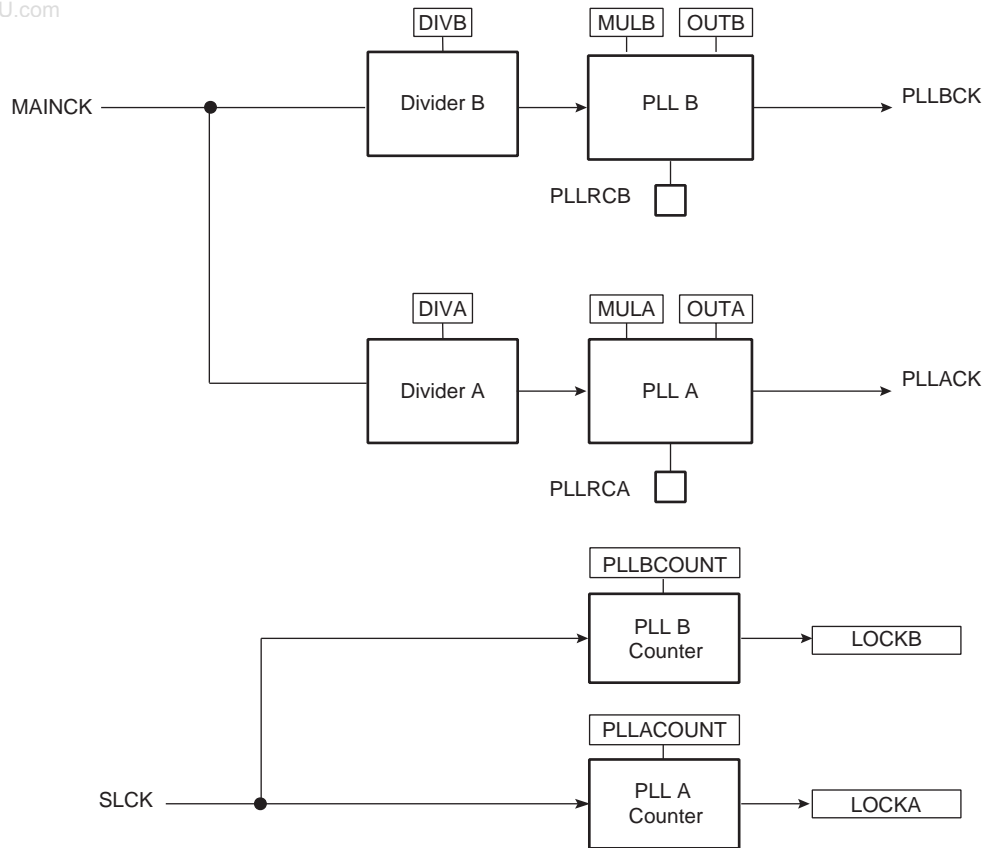 U.com
DIVB
MULB
OUTB
MAINCK
Divider B
PLL B
PLLBCK
PLLRCB
DIVA
MULA
OUTA
Divider A
PLL A
PLLACK
PLLRCA
PLLBCOUNT
PLL B
Counter
LOCKB
PLLACOUNT
SLCK
PLL A
Counter
LOCKA